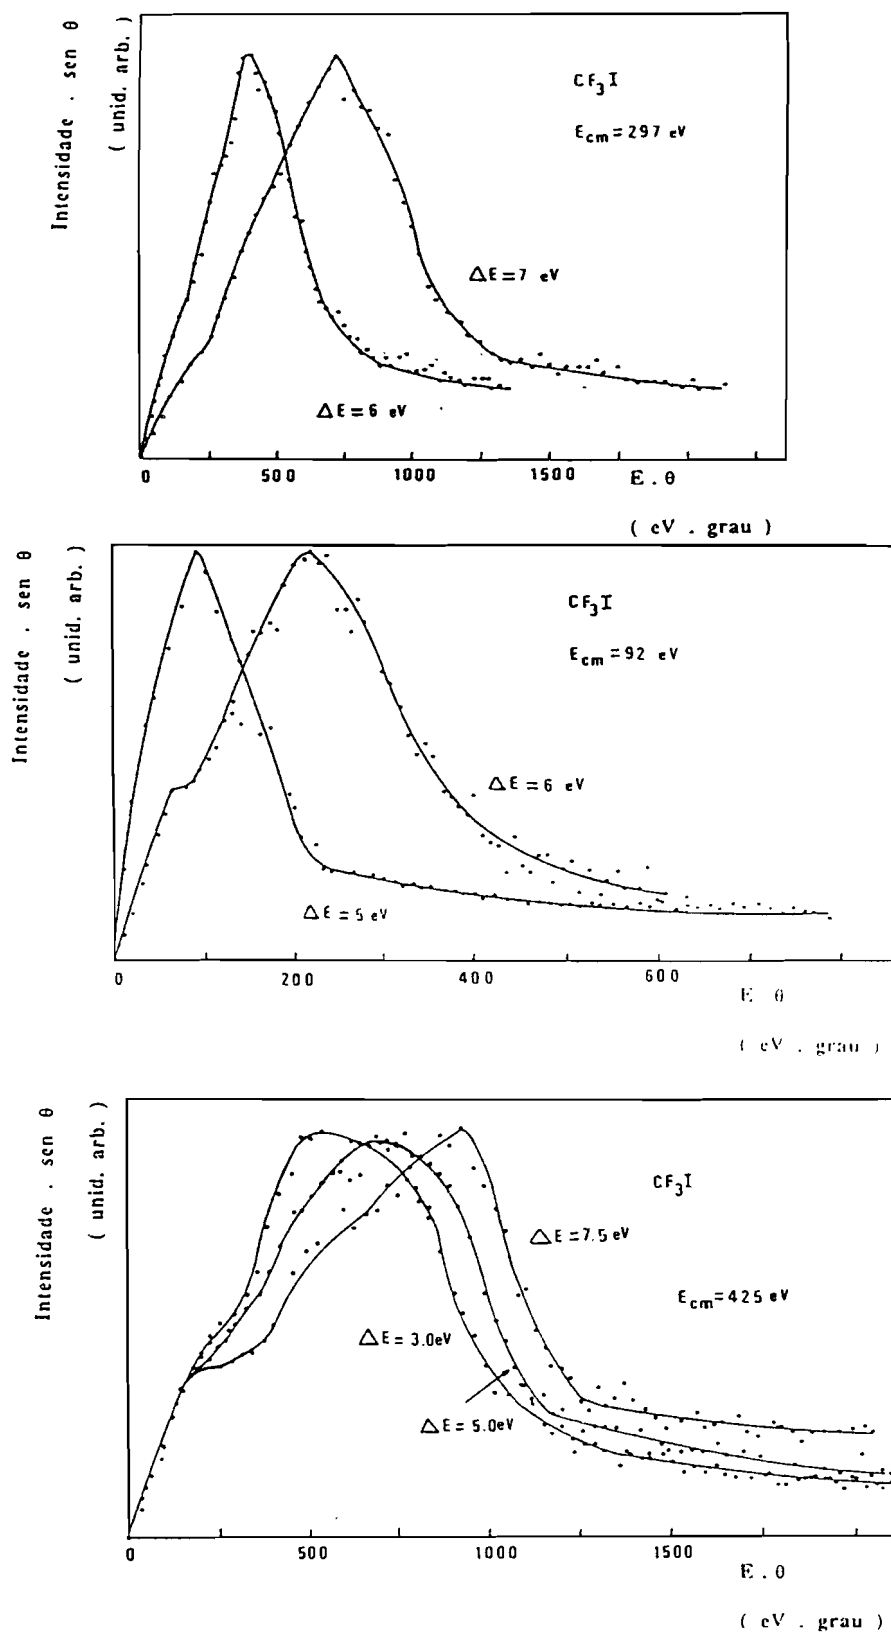 Intensidade . sen θ
( unid. arb. )
CF₃I
E_cm = 297 eV
ΔE = 7 eV
ΔE = 6 eV
0 500 1000 1500 E . θ
( eV . grau )
Intensidade . sen θ
( unid. arb. )
CF₃I
E_cm = 92 eV
ΔE = 6 eV
ΔE = 5 eV
0 200 400 600
E θ
( eV . grau )
Intensidade . sen θ
( unid. arb. )
CF₃I
ΔE = 7.5 eV
E_cm = 425 eV
ΔE = 3.0eV
ΔE = 5.0eV
0 500 1000 1500
E . θ
( eV . grau )